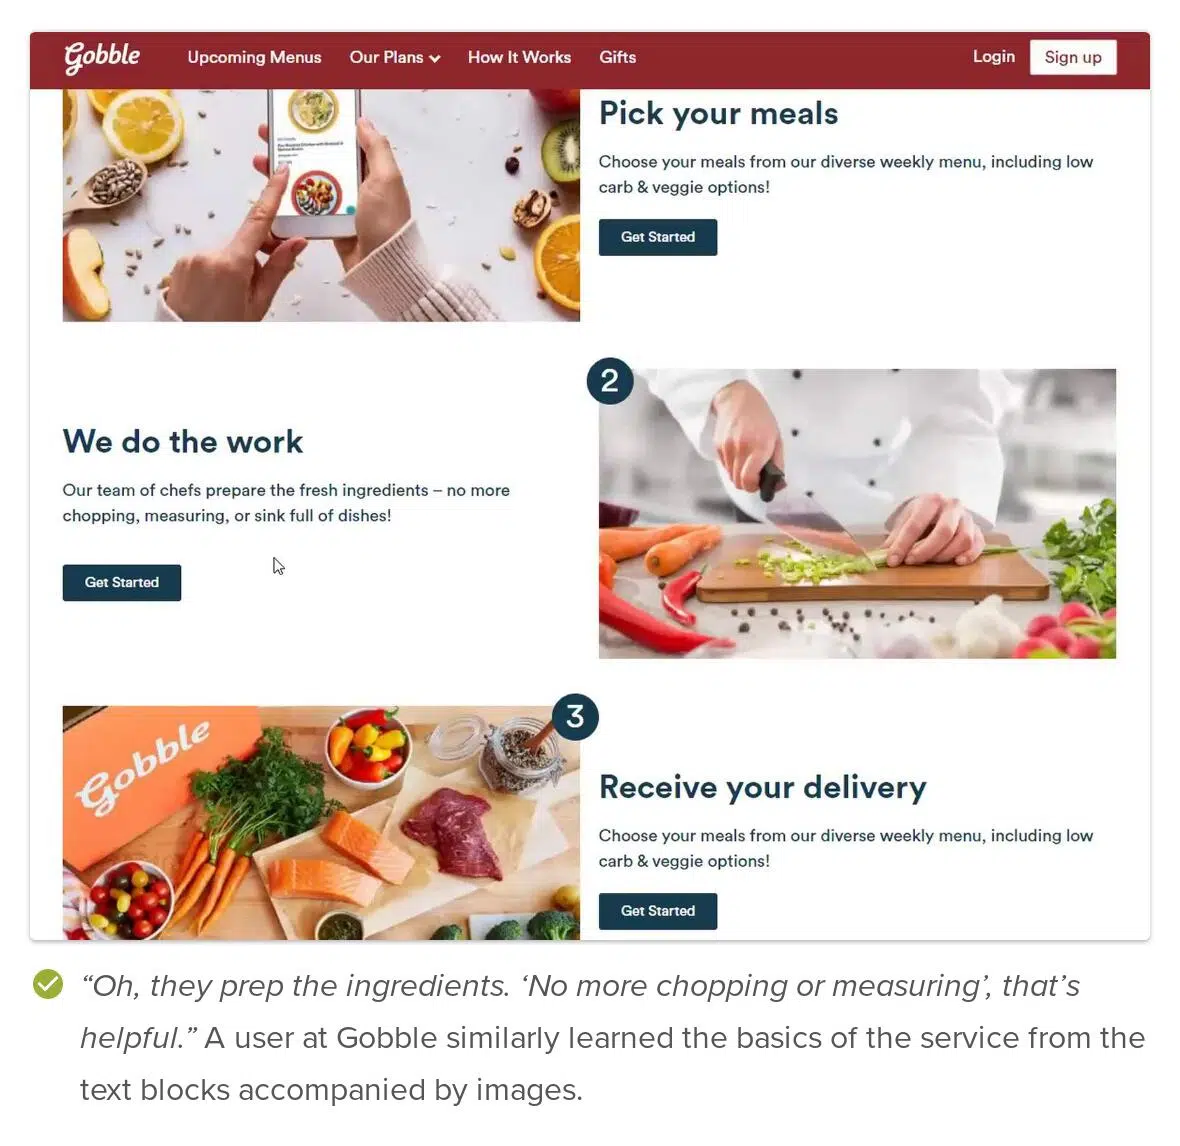 Gobble
Upcoming Menus
Our Plans
How It Works
Gifts
Login
Sign up
Pick your meals
Choose your meals from our diverse weekly menu, including low
carb & veggie options!
Get Started
2
We do the work
Our team of chefs prepare the fresh ingredients – no more
chopping, measuring, or sink full of dishes!
Get Started
3
Gobble
Receive your delivery
Choose your meals from our diverse weekly menu, including low
carb & veggie options!
Get Started
“Oh, they prep the ingredients. ‘No more chopping or measuring’, that’s
helpful.” A user at Gobble similarly learned the basics of the service from the
text blocks accompanied by images.